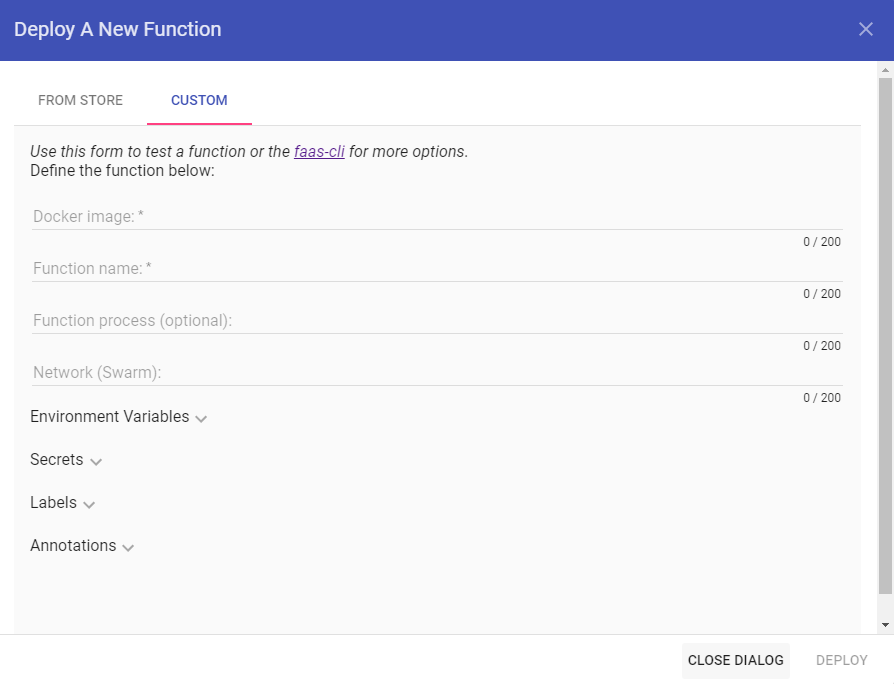 Deploy A New Function
FROM STORE
CUSTOM
Use this form to test a function or the faas-cli for more options.
Define the function below:
Docker image: *
0 / 200
Function name: *
0 / 200
Function process (optional):
0 / 200
Network (Swarm):
0 / 200
Environment Variables
Secrets
Labels
Annotations
CLOSE DIALOG
DEPLOY